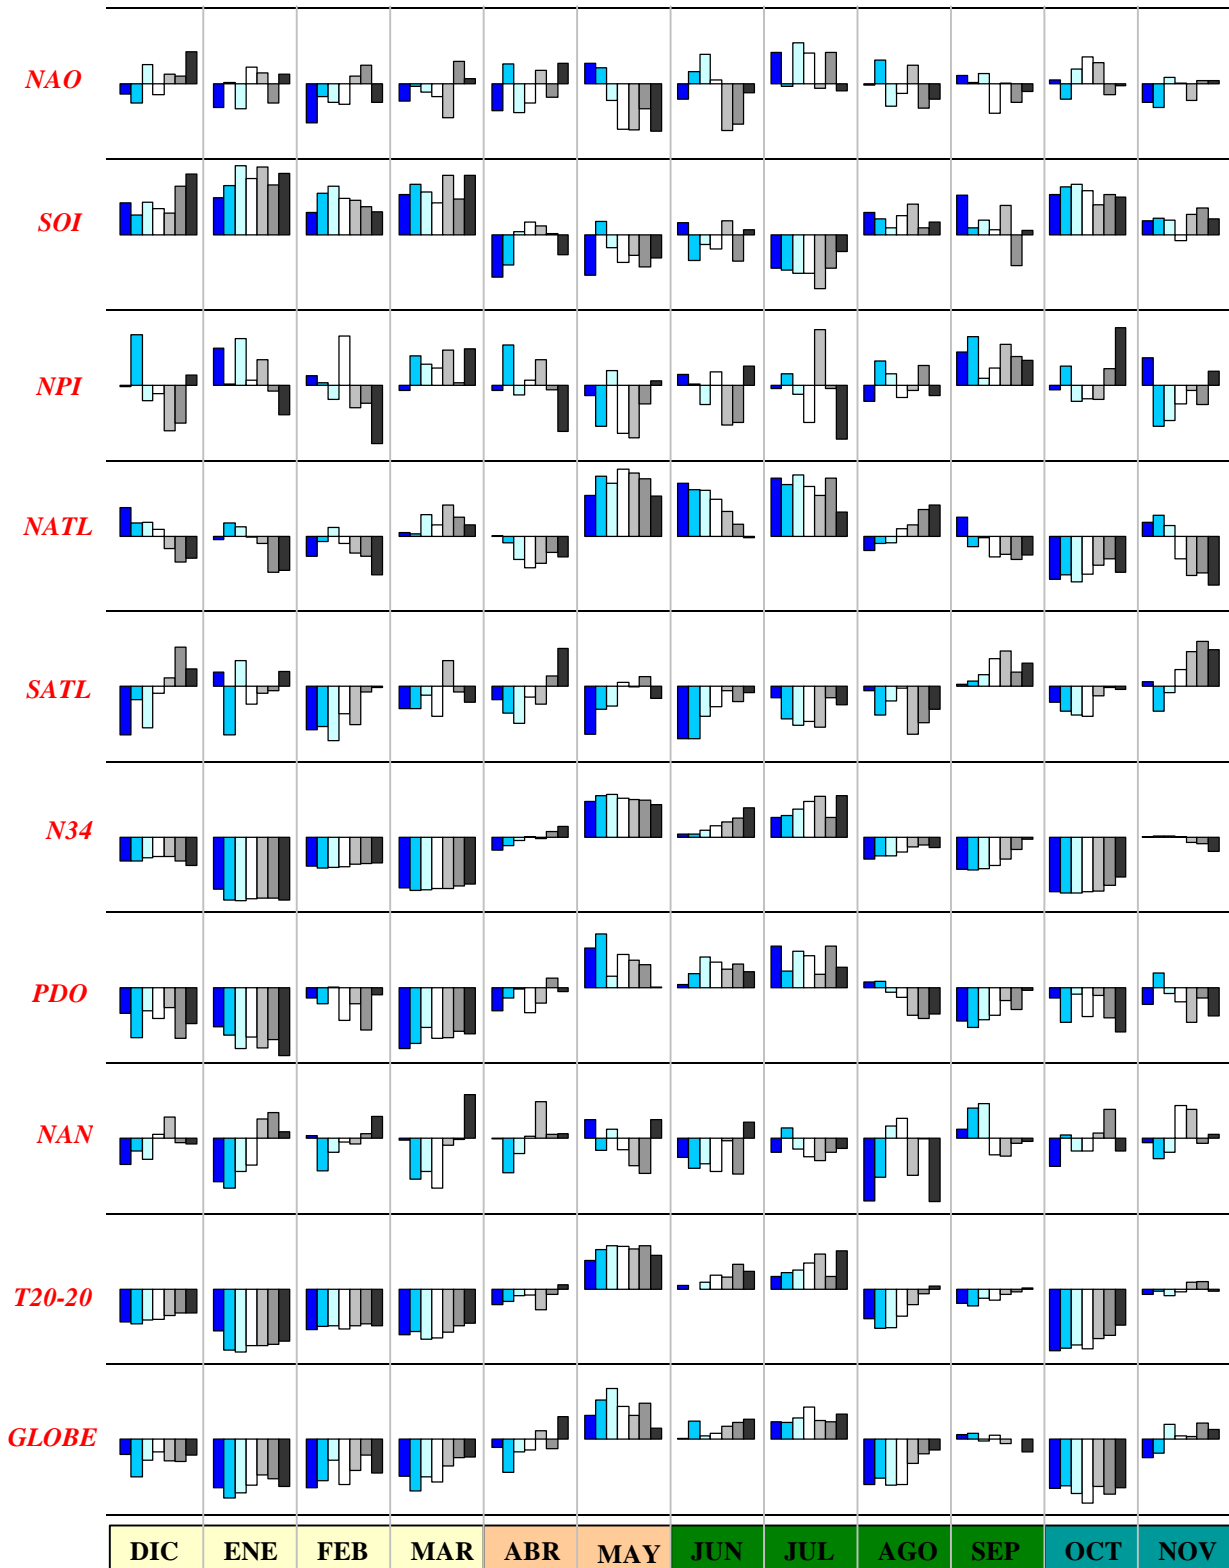 NAO
SOI
NPI
NATL
SATL
N34
PDO
NAN
T20-20
GLOBE
DIC ENE FEB MAR ABR MAY JUN JUL AGO SEP OCT NOV